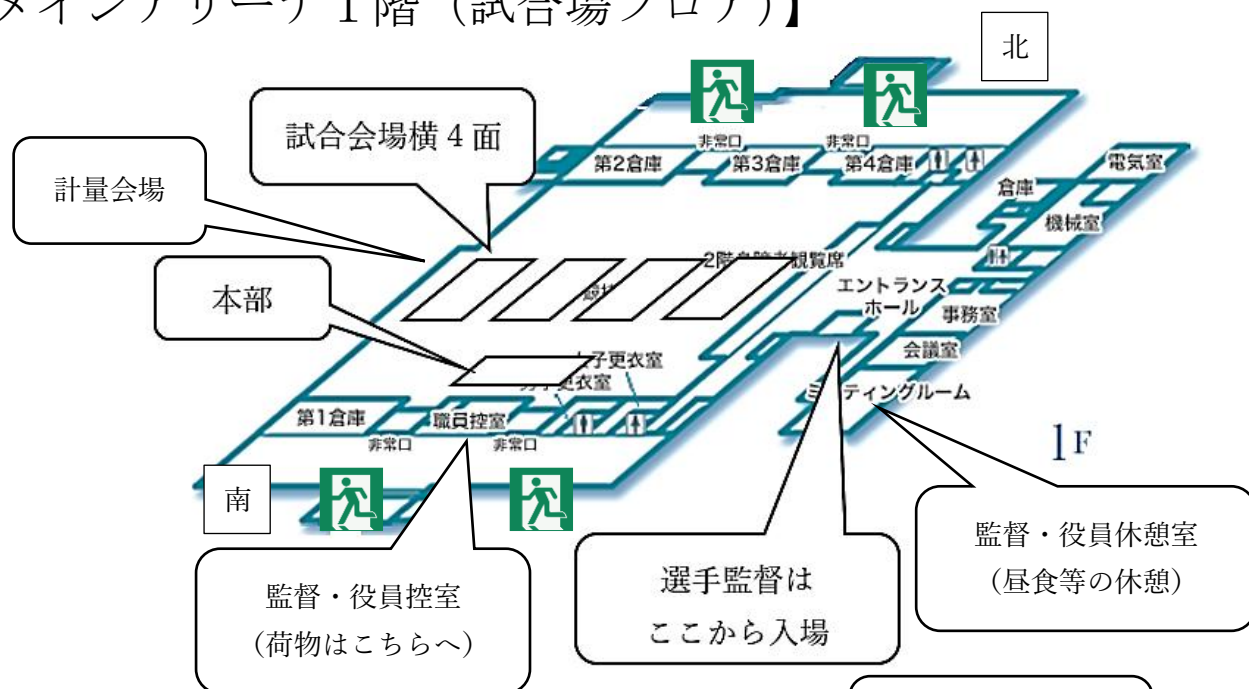 メインアリーナ１階（試合場フロア）】
北
試合会場横４面
計量会場
本部
非常口
非常口
第2倉庫
第3倉庫
第4倉庫
電気室
倉庫
機械室
観覧席
エントランス
ホール
事務室
会議室
ミーティングルーム
女子更衣室
更衣室
第1倉庫
職員控室
非常口
非常口
1F
南
監督・役員控室
(荷物はこちらへ)
選手監督は
ここから入場
監督・役員休憩室
(昼食等の休憩)